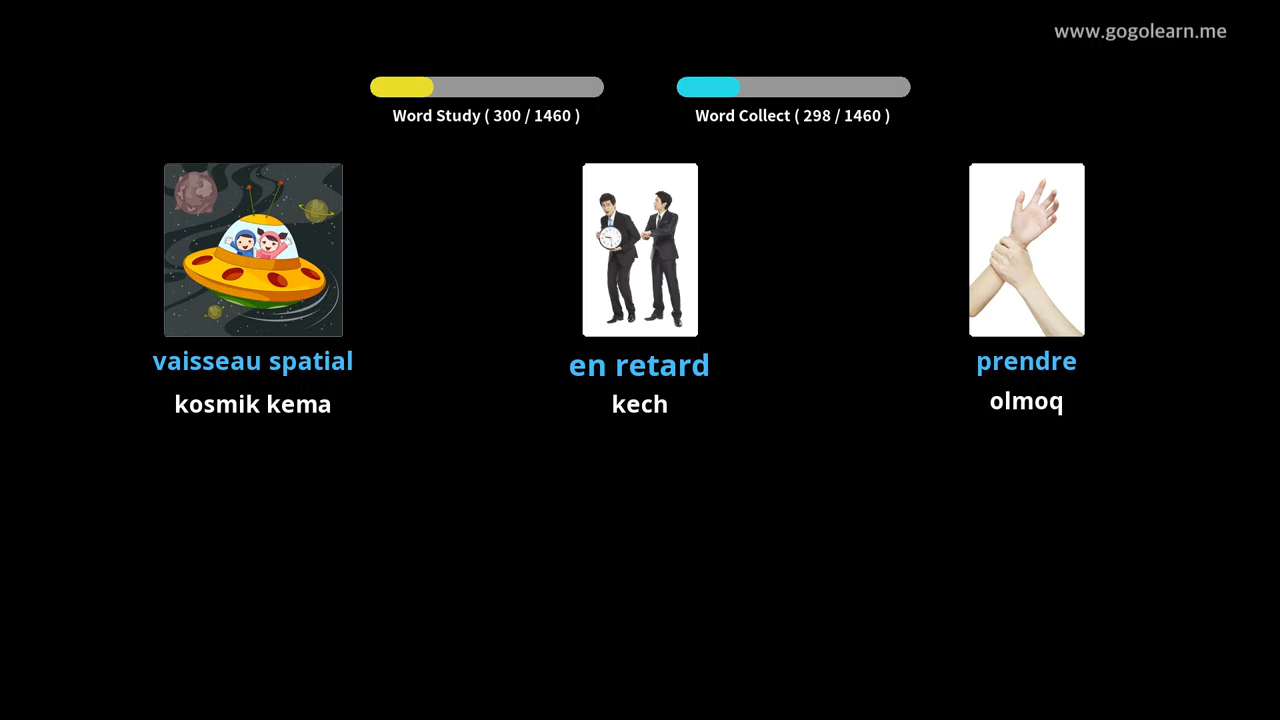 www.gogolearn.me
Word Study ( 300 / 1460 )
Word Collect ( 298 / 1460 )
vaisseau spatial
en retard
prendre
kosmik kema
kech
olmoq